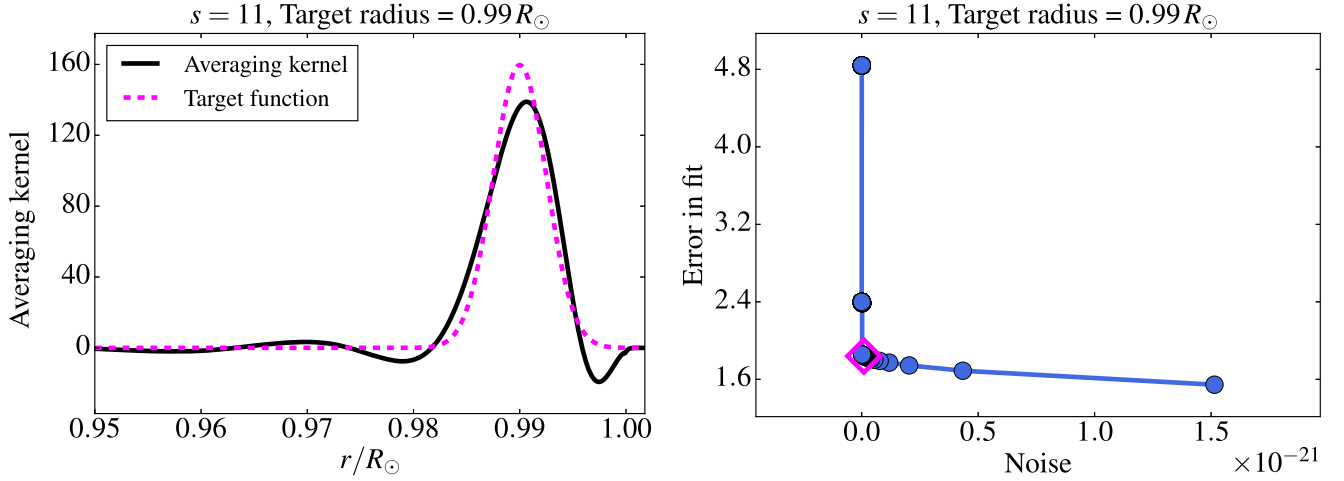 s = 11, Target radius = 0.99 R☉
Averaging kernel
Target function
160
120
80
40
0
Averaging kernel
0.95 0.96 0.97 0.98 0.99 1.00
r/R☉
s = 11, Target radius = 0.99 R☉
4.8
4.0
3.2
2.4
1.6
Error in fit
0.0 0.5 1.0 1.5
Noise
×10⁻²¹